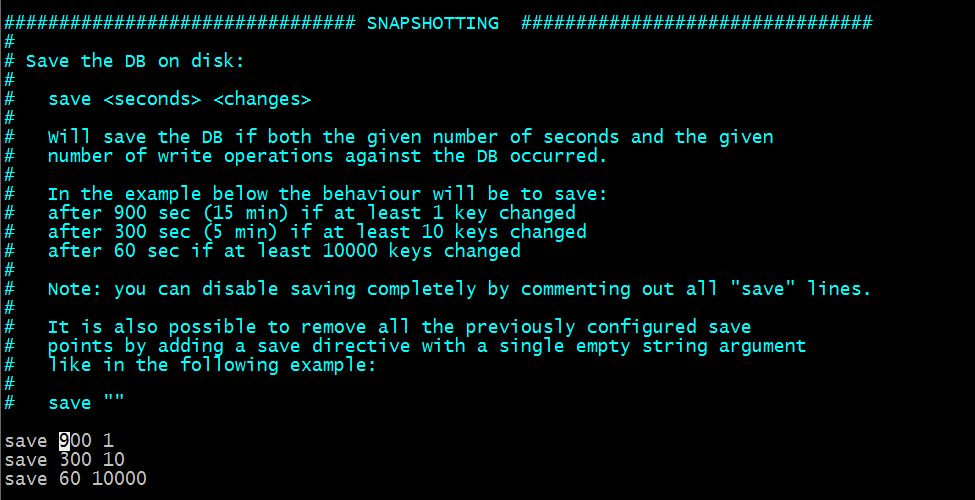 ################################ SNAPSHOTTING  ################################
#
# Save the DB on disk:
#
#   save <seconds> <changes>
#
#   Will save the DB if both the given number of seconds and the given
#   number of write operations against the DB occurred.
#
#   In the example below the behaviour will be to save:
#   after 900 sec (15 min) if at least 1 key changed
#   after 300 sec (5 min) if at least 10 keys changed
#   after 60 sec if at least 10000 keys changed
#
#   Note: you can disable saving completely by commenting out all "save" lines.
#
#   It is also possible to remove all the previously configured save
#   points by adding a save directive with a single empty string argument
#   like in the following example:
#
#   save ""

save 900 1
save 300 10
save 60 10000